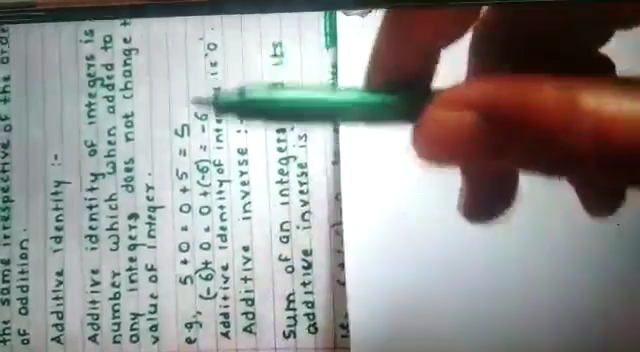 the same irrespective of the orde
of addition.
Additive identity :-
Additive identity of integers is
number which when added to
any integers does not change t
value of integer.
e.g, 5 + 0 = 0 + 5 = 5
(-6)+ 0 = 0 +(-6) = -6
Additive identity of is '0'.
Additive inverse :-
Sum of an integers its
additive inverse is